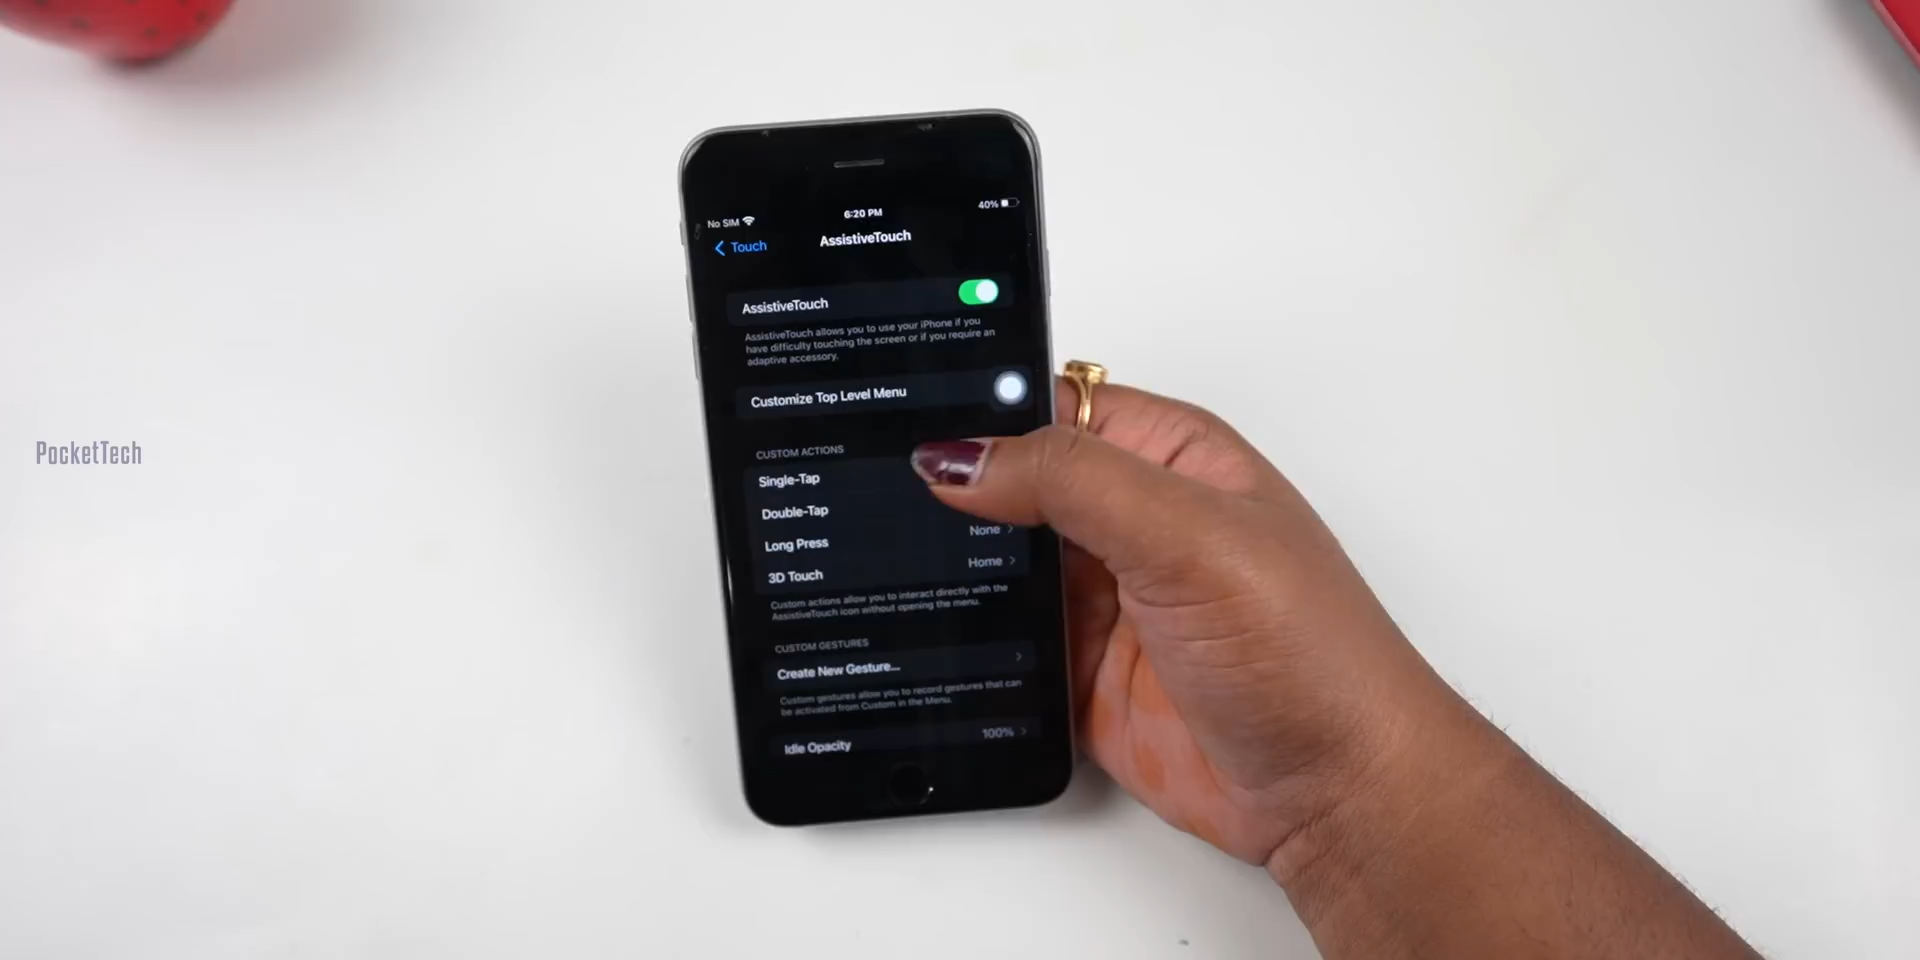 No SIM
6:20 PM
40%
Touch
AssistiveTouch
AssistiveTouch
AssistiveTouch allows you to use your iPhone if you
have difficulty touching the screen or if you require an
adaptive accessory.
Customize Top Level Menu
PocketTech
CUSTOM ACTIONS
Single-Tap
Double-Tap
Long Press
None
3D Touch
Home
Custom actions allow you to interact directly with the
AssistiveTouch icon without opening the menu.
CUSTOM GESTURES
Create New Gesture...
Custom gestures allow you to record gestures that can
be activated from Custom in the Menu.
Idle Opacity
100%